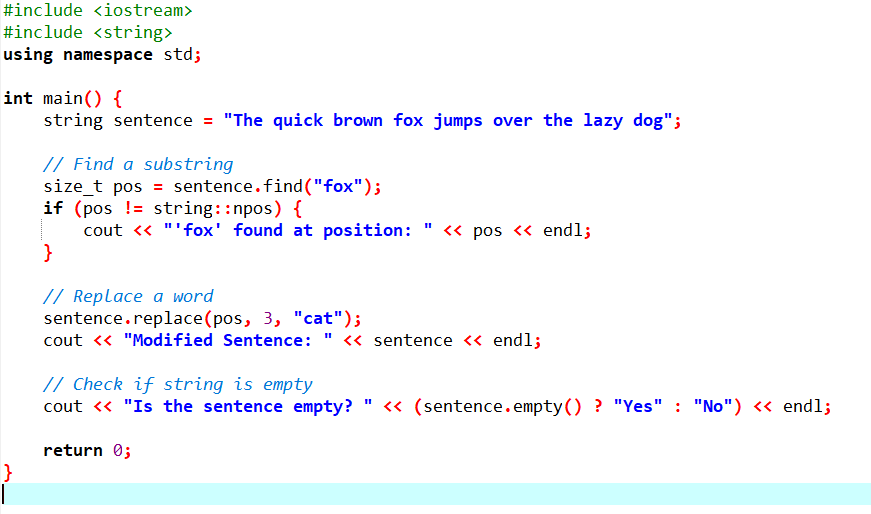 #include <iostream>
#include <string>
using namespace std;

int main() {
    string sentence = "The quick brown fox jumps over the lazy dog";

    // Find a substring
    size_t pos = sentence.find("fox");
    if (pos != string::npos) {
        cout << "'fox' found at position: " << pos << endl;
    }

    // Replace a word
    sentence.replace(pos, 3, "cat");
    cout << "Modified Sentence: " << sentence << endl;

    // Check if string is empty
    cout << "Is the sentence empty? " << (sentence.empty() ? "Yes" : "No") << endl;

    return 0;
}